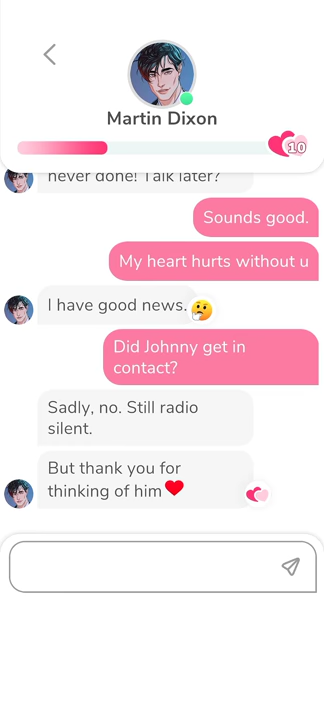 Martin Dixon
10
never done! Talk later?
Sounds good.
My heart hurts without u
I have good news.
Did Johnny get in
contact?
Sadly, no. Still radio
silent.
But thank you for
thinking of him